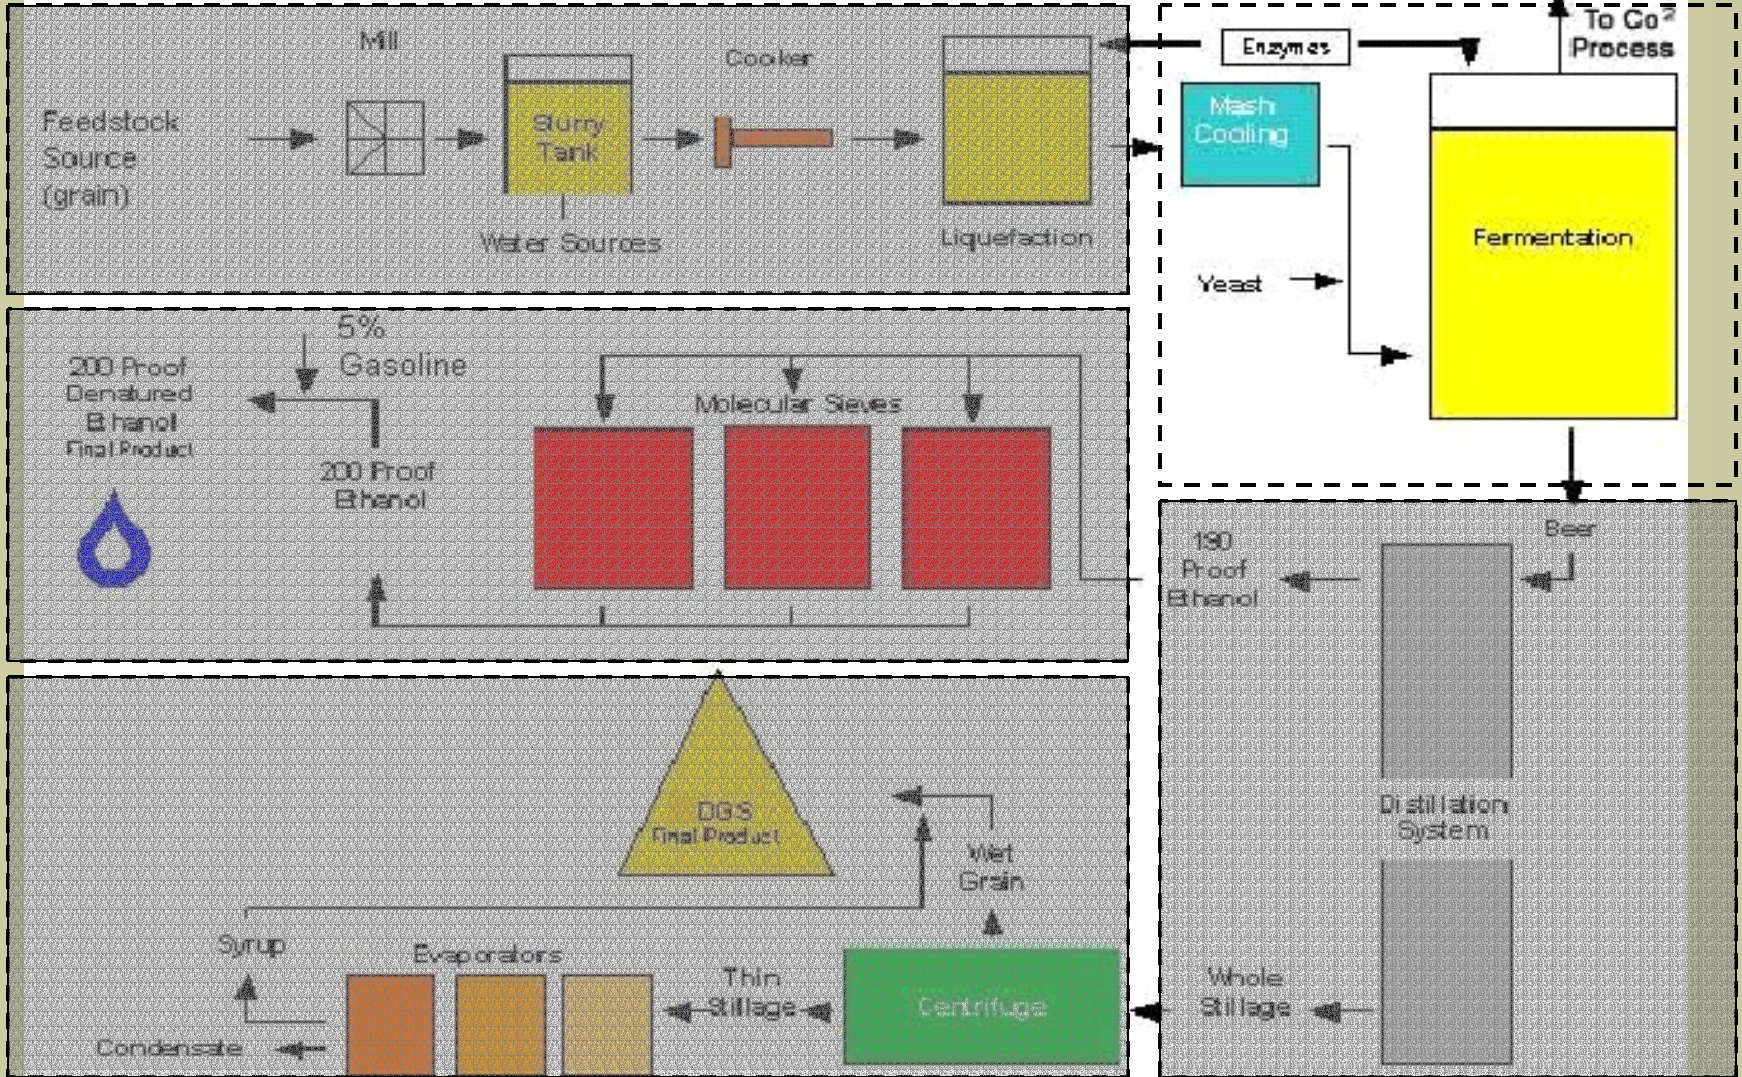 Mill
Cooker
Feedstock
Source
(grain)
Slurry
Tank
Water Sources
Liquefaction
Enzymes
To Co²
Process
Mash
Cooling
Fermentation
Yeast
5%
Gasoline
200 Proof
Denatured
Ethanol
Final Product
200 Proof
Ethanol
Molecular Sieves
190
Proof
Ethanol
Beer
Distillation
System
DGS
Final Product
Wet
Grain
Syrup
Evaporators
Condensate
Thin
Stillage
Centrifuge
Whole
Stillage